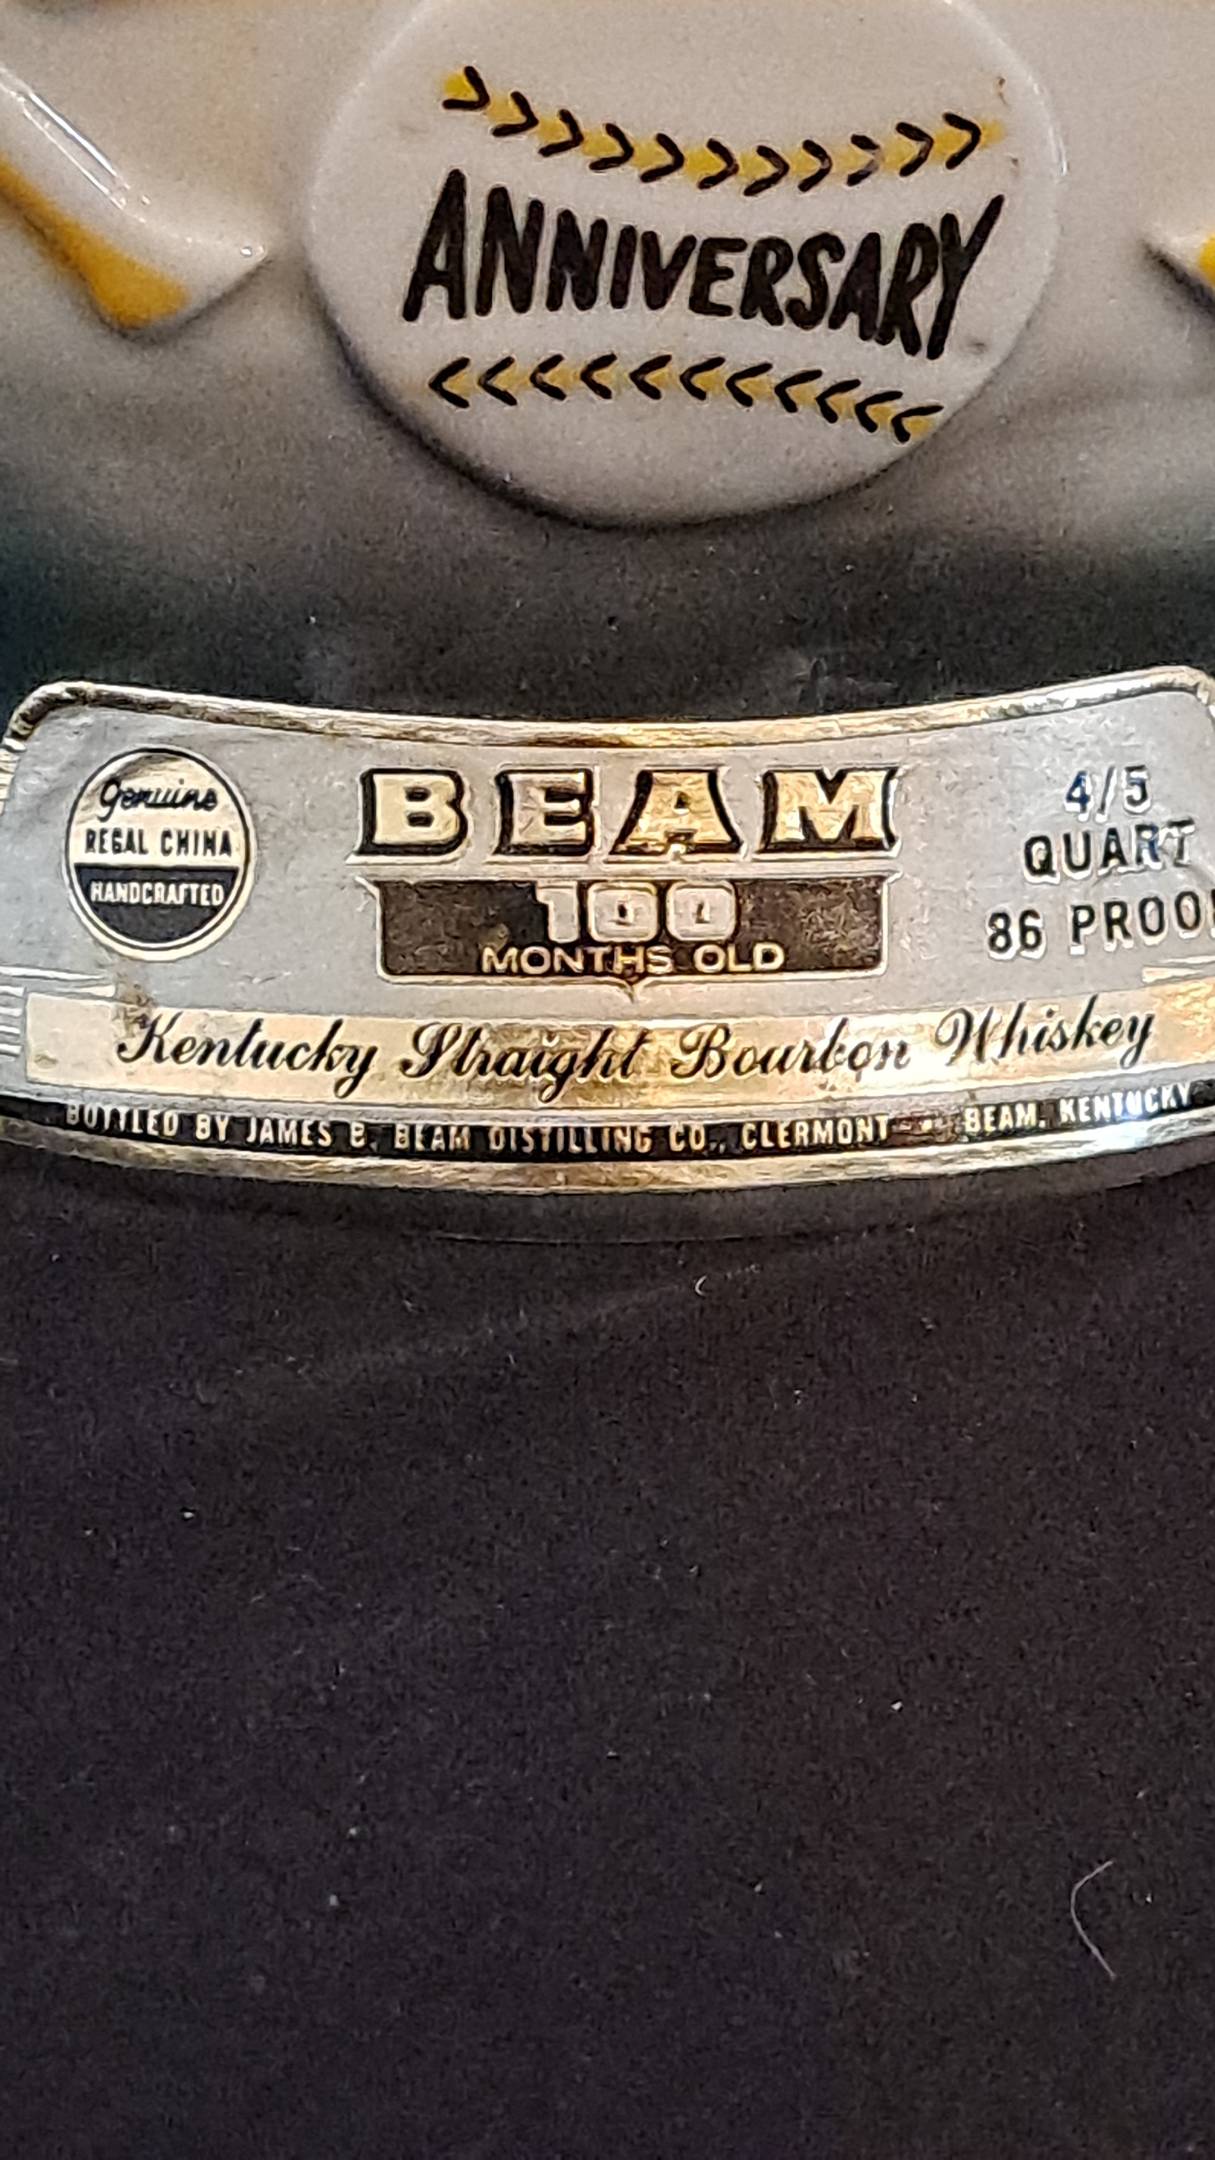 ANNIVERSARY
Genuine
REGAL CHINA
HANDCRAFTED
BEAM
100
MONTHS OLD
4/5
QUART
86 PROOF
Kentucky Straight Bourbon Whiskey
BOTTLED BY JAMES B. BEAM DISTILLING CO., CLERMONT - BEAM, KENTUCKY